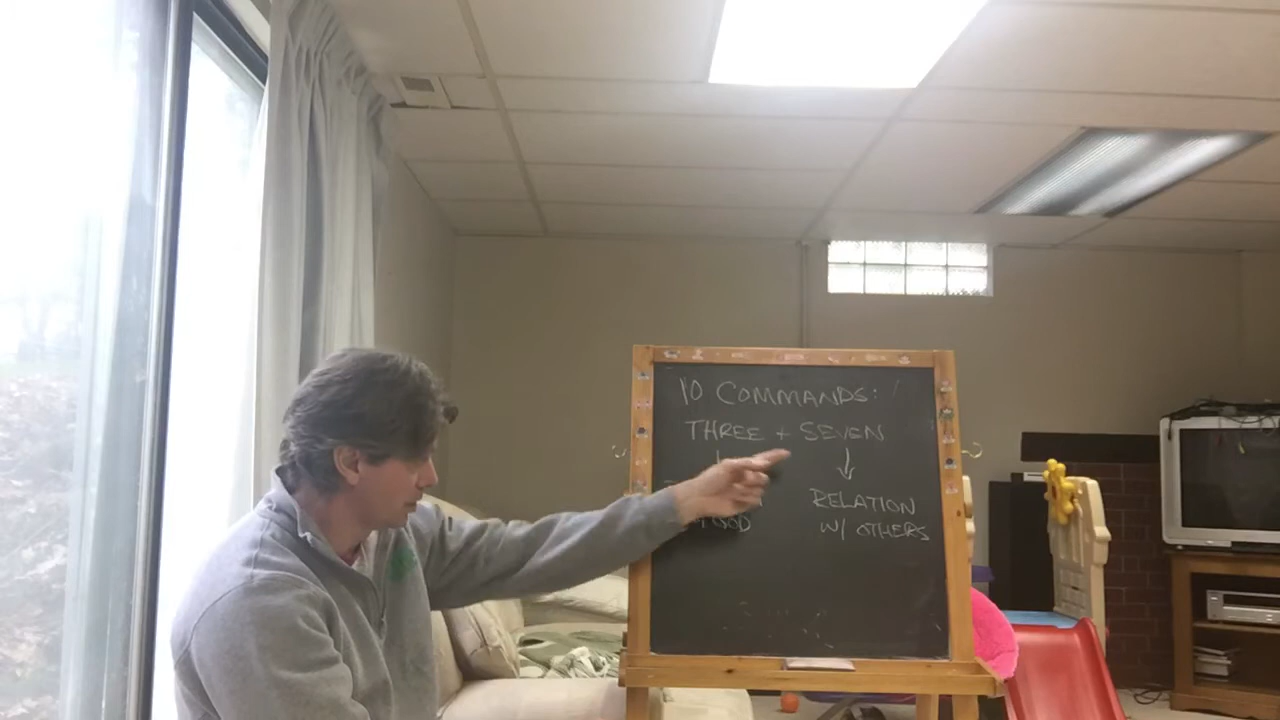 10 COMMANDS:
THREE + SEVEN
RELATION
W/ OTHERS